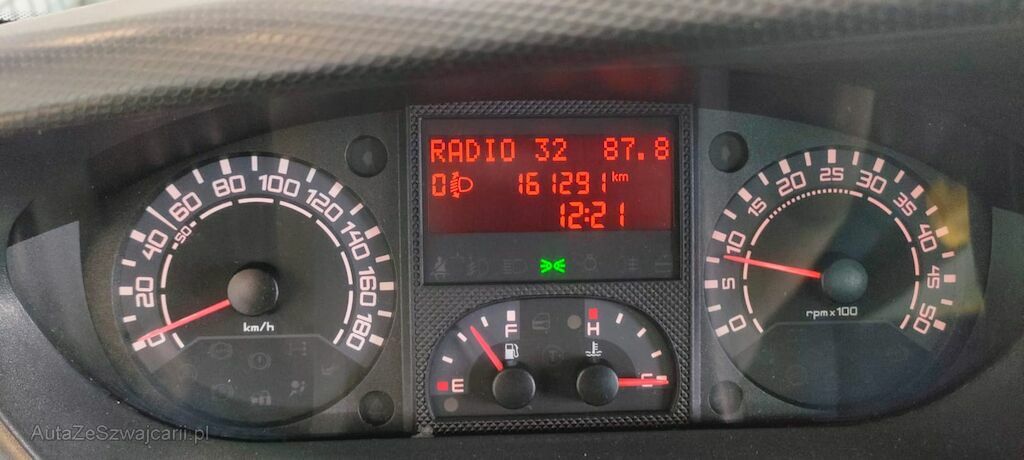 RADIO 32 87.8
0 161291 km
12:21
0 20 40 50 60 80 100 120 140 160 180
km/h
E F
H C
0 5 10 15 20 25 30 35 40 45 50
rpm x 100
AutaZeSzwajcarii.pl